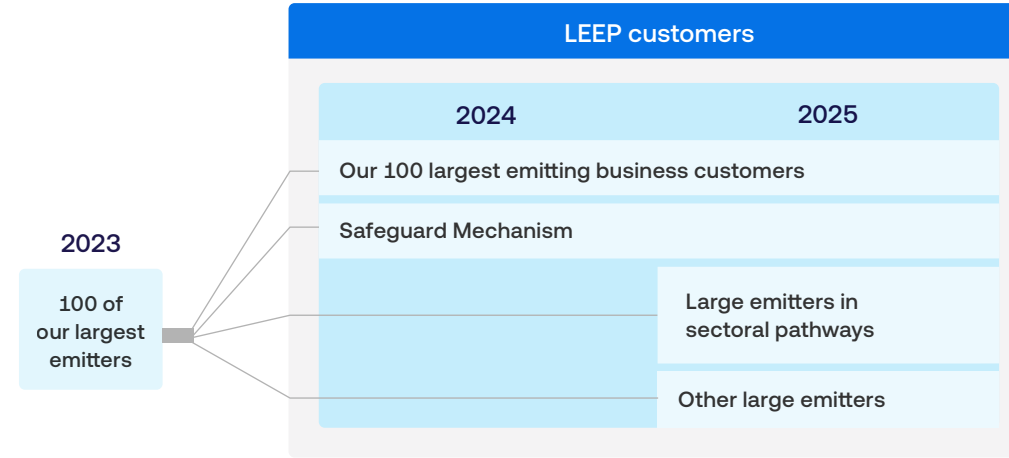 LEEP customers
2024
2025
Our 100 largest emitting business customers
Safeguard Mechanism
2023
100 of
our largest
emitters
Large emitters in
sectoral pathways
Other large emitters